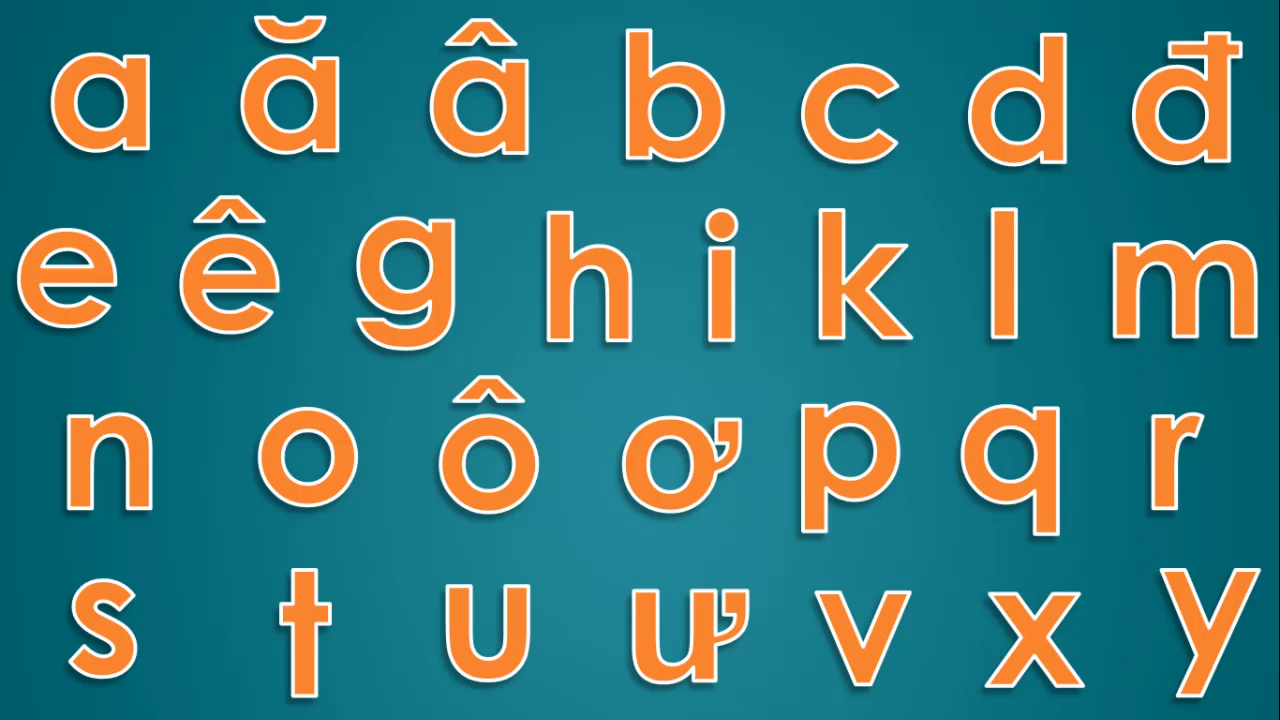 a ă â b c d đ
e ê g h i k l m
n o ô ơ p q r
s t u ư v x y